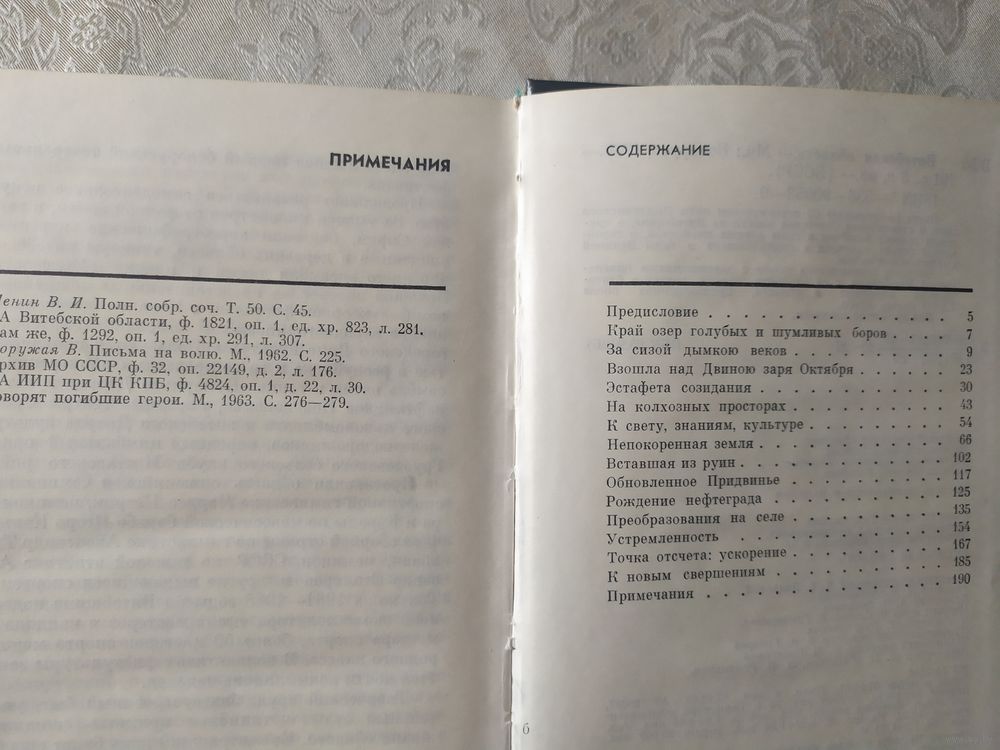 ПРИМЕЧАНИЯ
В. И. Полн. собр. соч. Т. 50. С. 45.
А Витебской области, ф. 1821, оп. 1, ед. хр. 823, л. 281.
ам же, ф. 1292, оп. 1, ед. хр. 291, л. 307.
оружая В. Письма на волю. М., 1962. С. 225.
рхив МО СССР, ф. 32, оп. 22149, д. 2, л. 176.
А ИИП при ЦК КПБ, ф. 4824, оп. 1, д. 22, л. 30.
оворят погибшие герои. М., 1963. С. 276—279.
СОДЕРЖАНИЕ
Предисловие . . . . . . . . . . . . 5
Край озер голубых и шумливых боров . . . . 7
За сизой дымкою веков . . . . . . . . . 9
Взошла над Двиною заря Октября . . . . . . 23
Эстафета созидания . . . . . . . . . . 30
На колхозных просторах . . . . . . . . . 43
К свету, знаниям, культуре . . . . . . . . 54
Непокоренная земля . . . . . . . . . . 66
Вставшая из руин . . . . . . . . . . . 102
Обновленное Придвинье . . . . . . . . . 117
Рождение нефтеграда . . . . . . . . . . 125
Преобразования на селе . . . . . . . . . 135
Устремленность . . . . . . . . . . . 154
Точка отсчета: ускорение . . . . . . . . . 167
К новым свершениям . . . . . . . . . . 185
Примечания . . . . . . . . . . . . 190
6